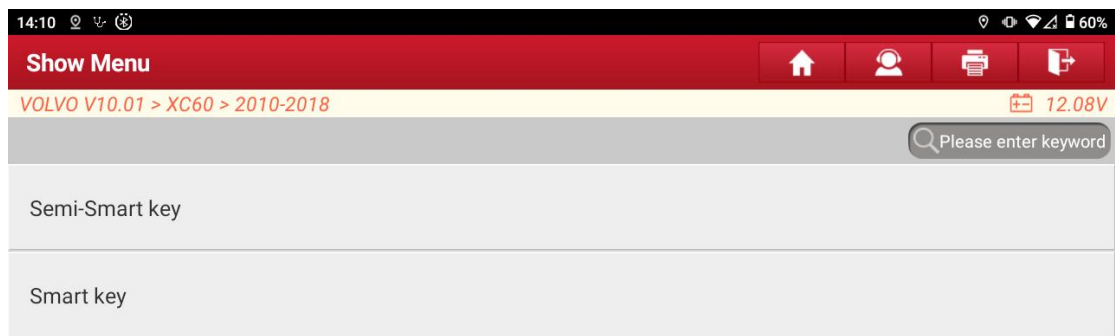 14:10 60%
Show Menu
VOLVO V10.01 > XC60 > 2010-2018 12.08V
Please enter keyword
Semi-Smart key
Smart key